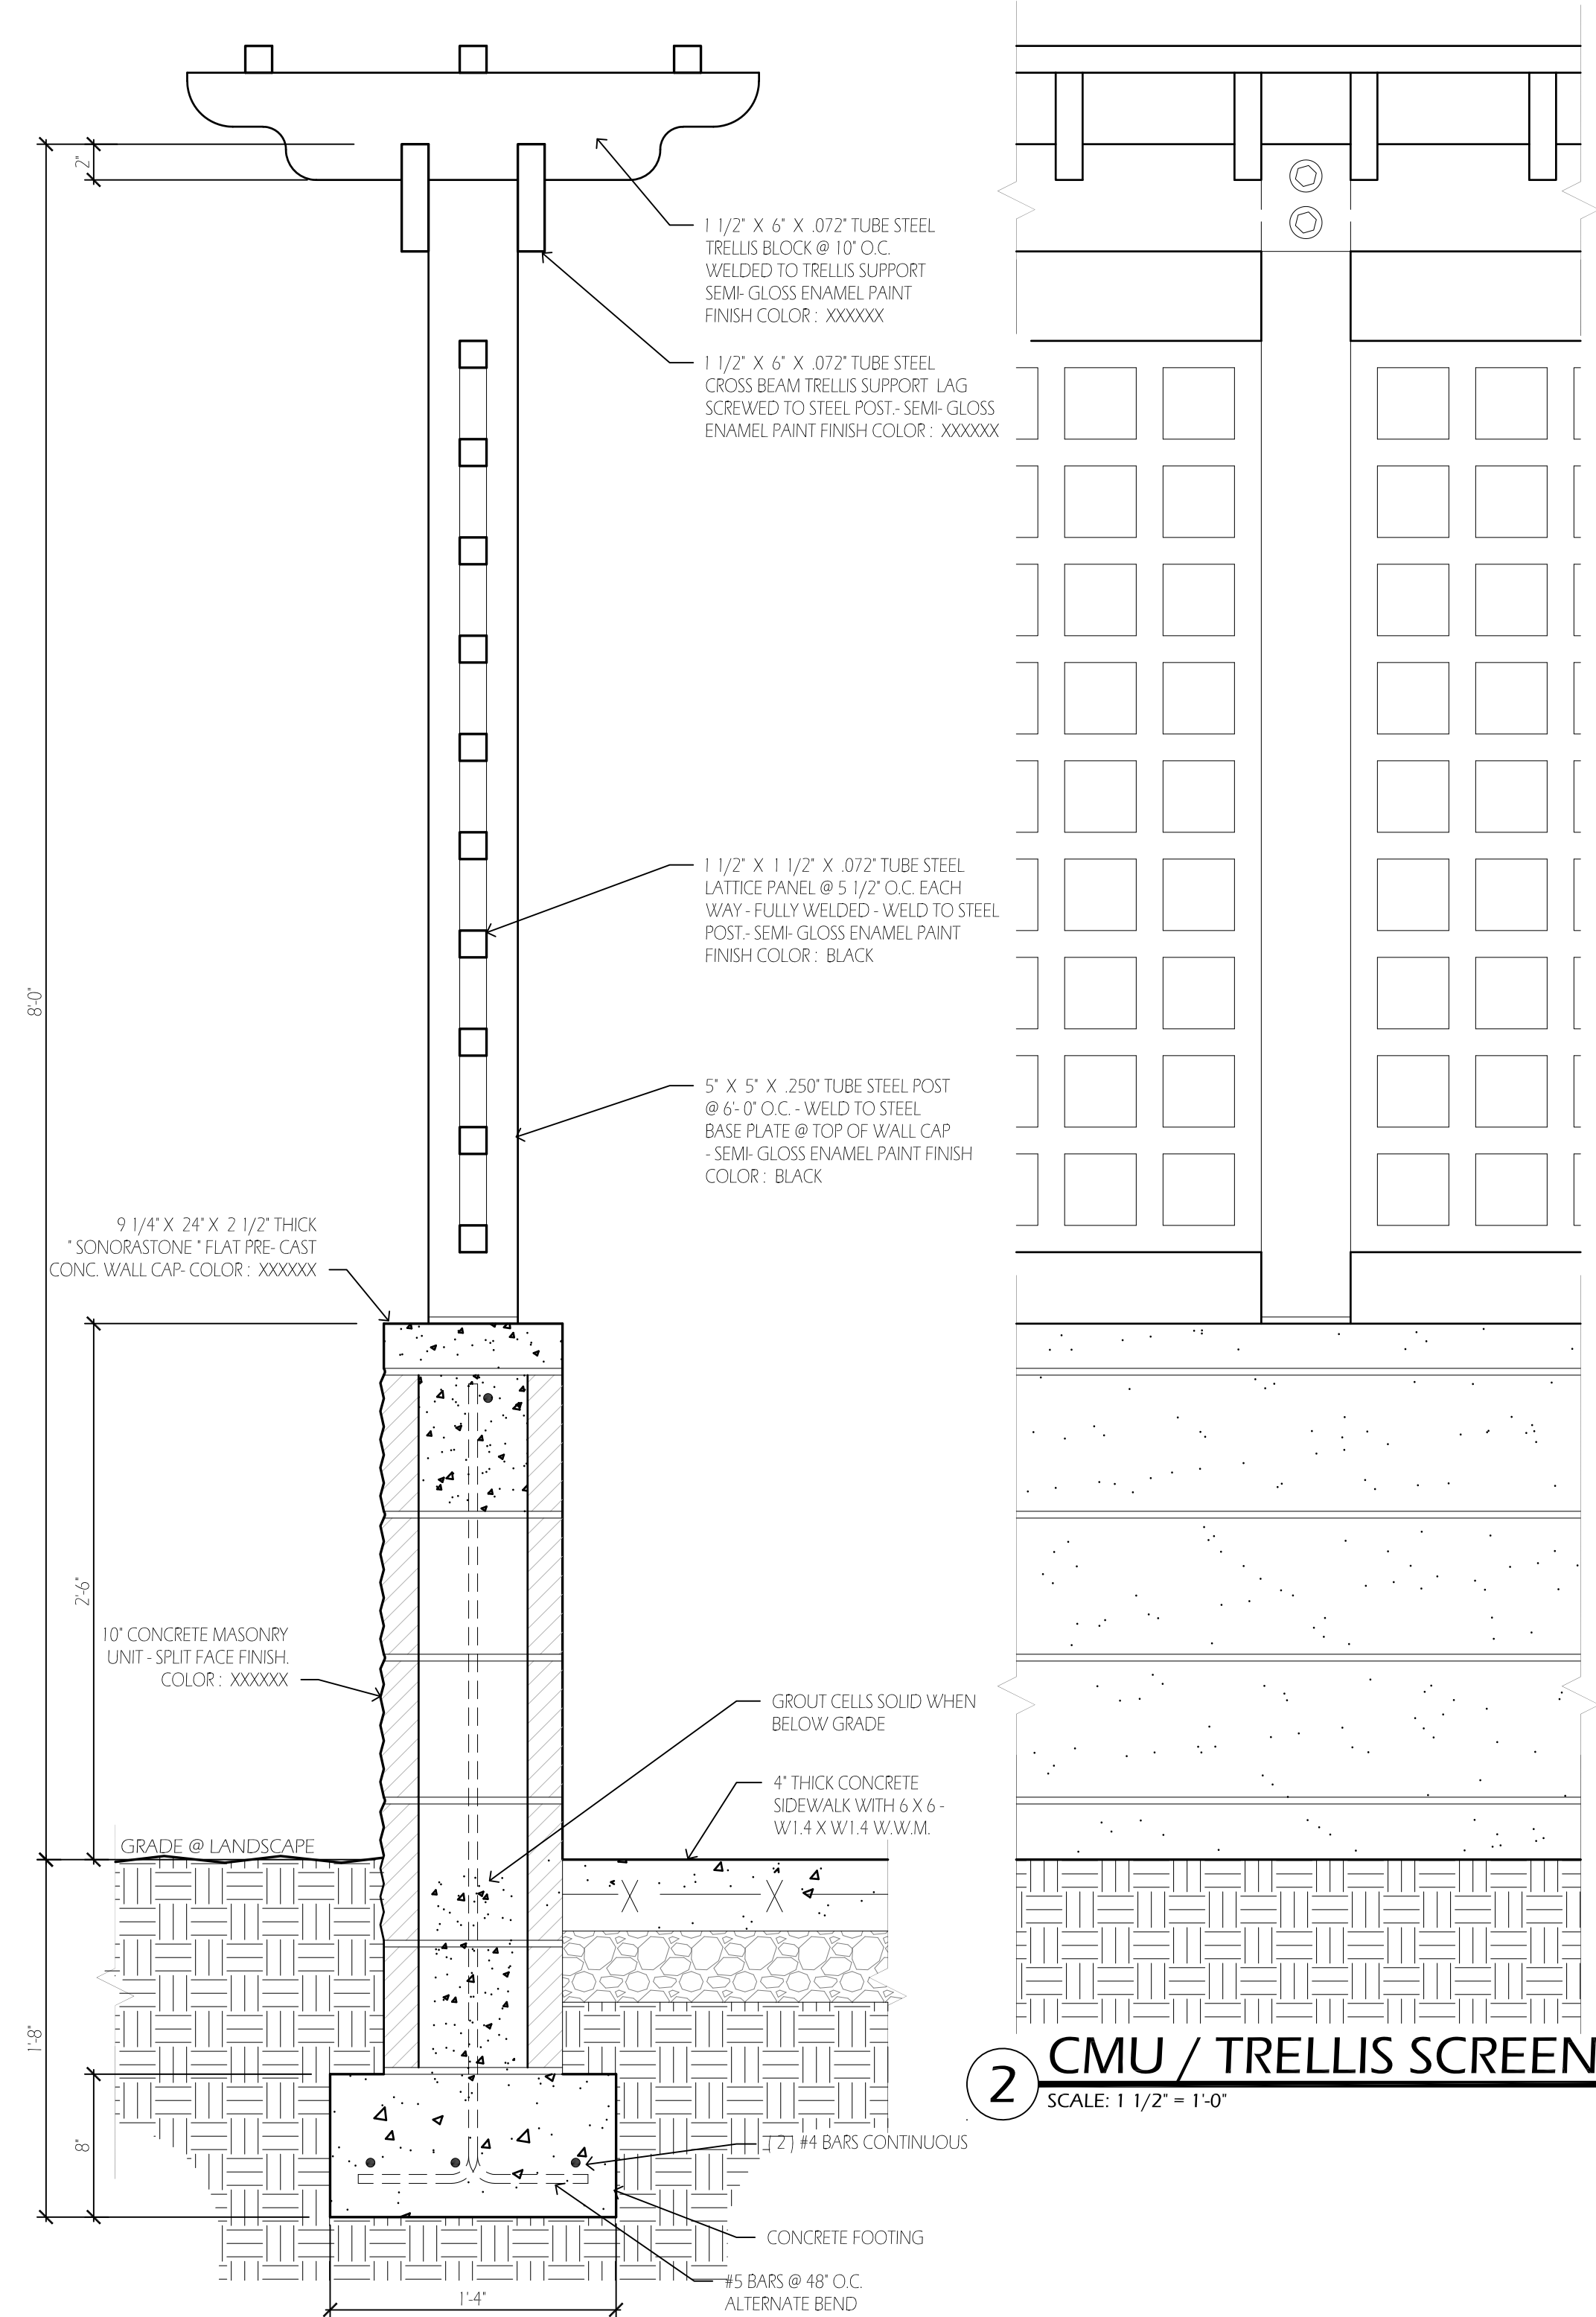 2"
1 1/2" X 6" X .072" TUBE STEEL
TRELLIS BLOCK @ 10" O.C.
WELDED TO TRELLIS SUPPORT
SEMI- GLOSS ENAMEL PAINT
FINISH COLOR : XXXXXX
1 1/2" X 6" X .072" TUBE STEEL
CROSS BEAM TRELLIS SUPPORT LAG
SCREWED TO STEEL POST.- SEMI- GLOSS
ENAMEL PAINT FINISH COLOR : XXXXXX
1 1/2" X 1 1/2" X .072" TUBE STEEL
LATTICE PANEL @ 5 1/2" O.C. EACH
WAY - FULLY WELDED - WELD TO STEEL
POST.- SEMI- GLOSS ENAMEL PAINT
FINISH COLOR : BLACK
8'-0"
5" X 5" X .250" TUBE STEEL POST
@ 6'- 0" O.C. - WELD TO STEEL
BASE PLATE @ TOP OF WALL CAP
- SEMI- GLOSS ENAMEL PAINT FINISH
COLOR : BLACK
9 1/4" X 24" X 2 1/2" THICK
" SONORASTONE " FLAT PRE- CAST
CONC. WALL CAP- COLOR : XXXXXX
2'-6"
10" CONCRETE MASONRY
UNIT - SPLIT FACE FINISH.
COLOR : XXXXXX
GROUT CELLS SOLID WHEN
BELOW GRADE
4" THICK CONCRETE
SIDEWALK WITH 6 X 6 -
W1.4 X W1.4 W.W.M.
GRADE @ LANDSCAPE
1'-8"
8"
2
CMU / TRELLIS SCREEN
SCALE: 1 1/2" = 1'-0"
( 2 ) #4 BARS CONTINUOUS
CONCRETE FOOTING
#5 BARS @ 48" O.C.
ALTERNATE BEND
1'-4"